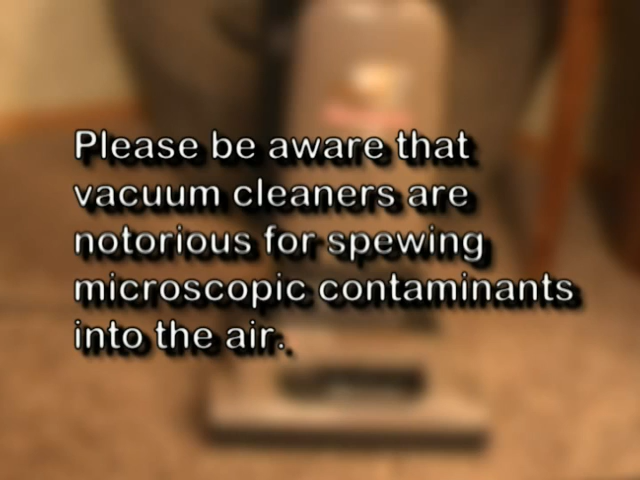 Please be aware that
vacuum cleaners are
notorious for spewing
microscopic contaminants
into the air.